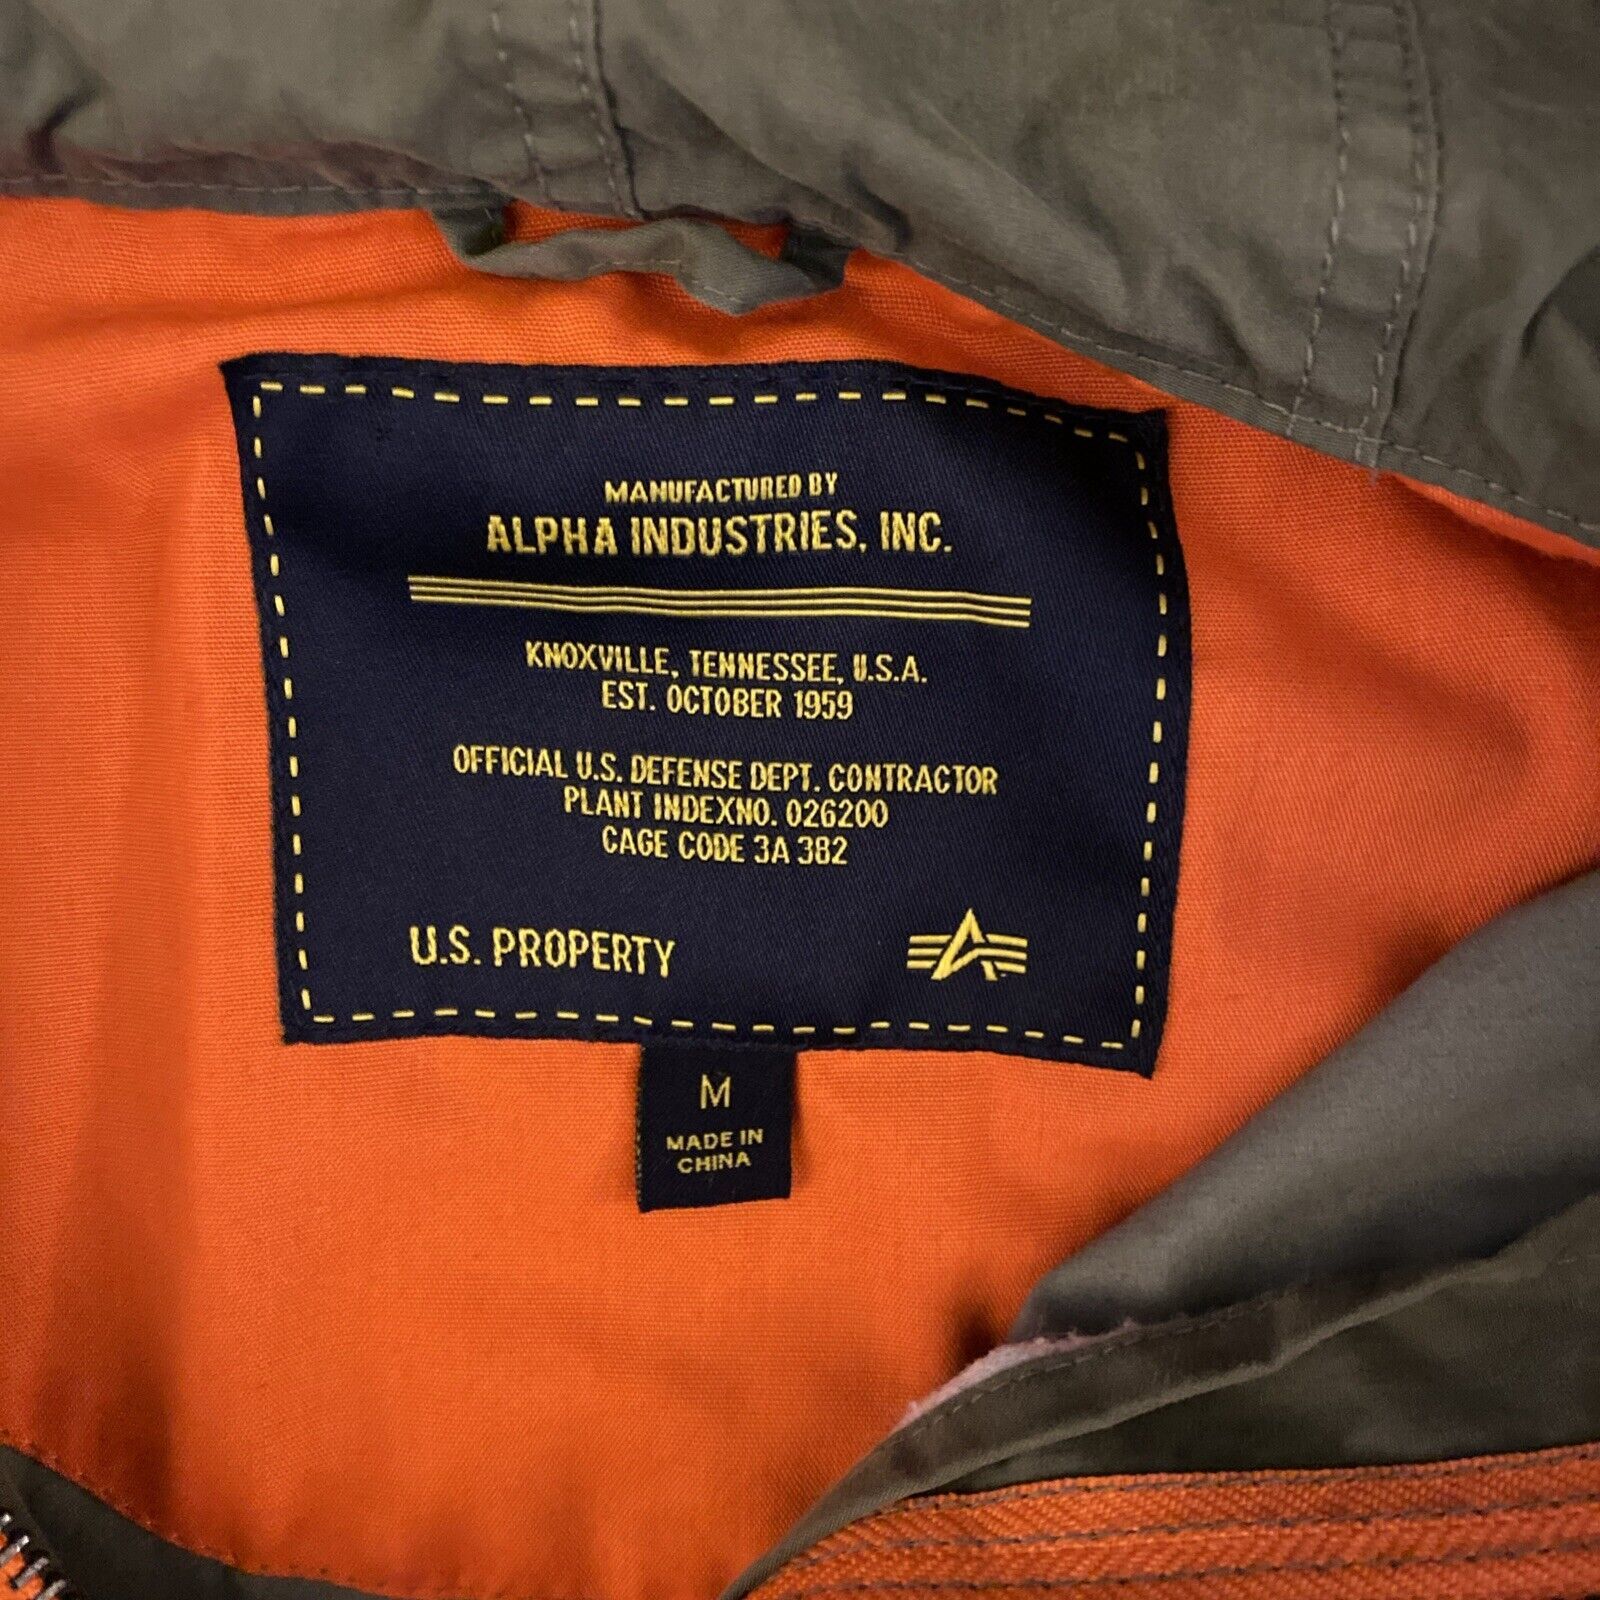 MANUFACTURED BY
ALPHA INDUSTRIES, INC.
KNOXVILLE, TENNESSEE, U.S.A.
EST. OCTOBER 1959
OFFICIAL U.S. DEFENSE DEPT. CONTRACTOR
PLANT INDEXNO. 026200
CAGE CODE 3A 382
U.S. PROPERTY
M
MADE IN
CHINA